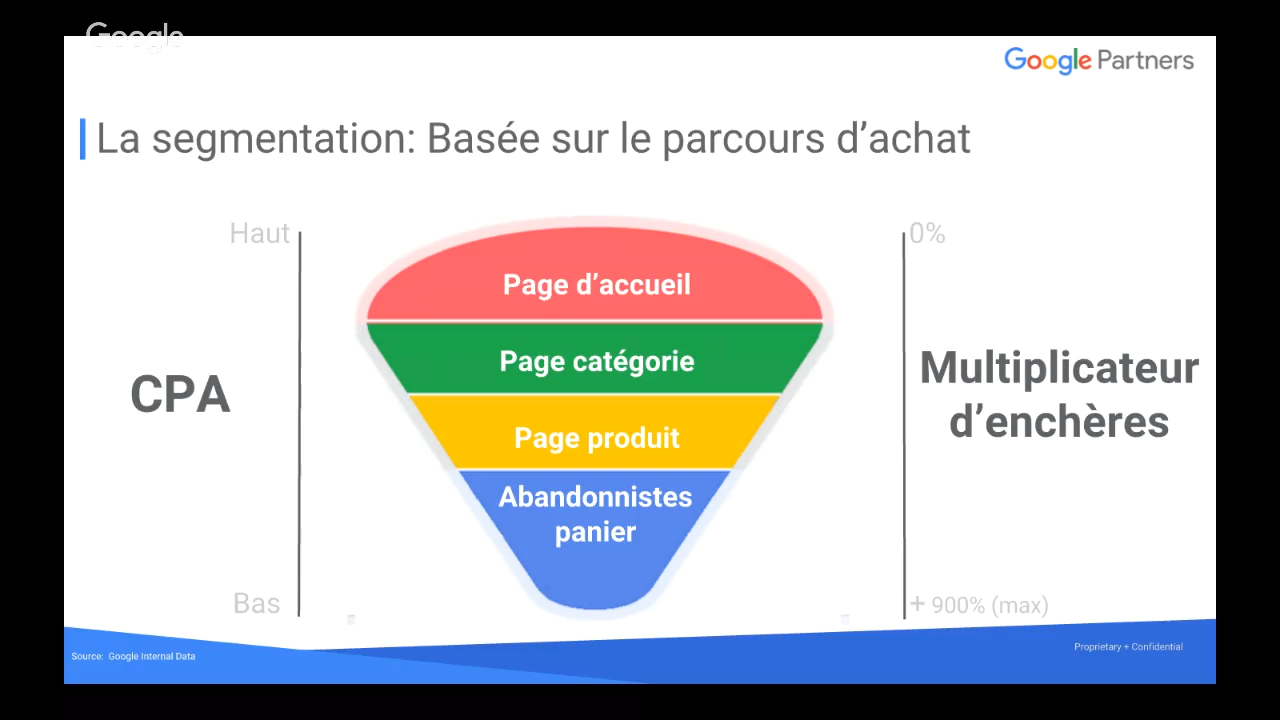 Google
Google Partners
La segmentation: Basée sur le parcours d’achat
Haut
0%
Page d’accueil
Page catégorie
CPA
Multiplicateur
d’enchères
Page produit
Abandonnistes
panier
Bas
+ 900% (max)
Source: Google Internal Data
Proprietary + Confidential